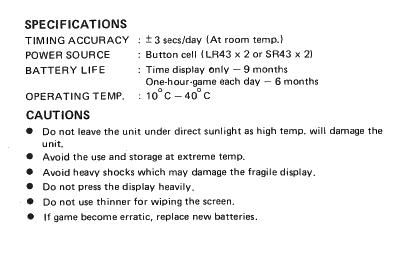 SPECIFICATIONS
TIMING ACCURACY : ±3 secs/day (At room temp.)
POWER SOURCE : Button cell (LR43 x 2 or SR43 x 2)
BATTERY LIFE : Time display only – 9 months
One-hour-game each day – 6 months
OPERATING TEMP. : 10°C – 40°C
CAUTIONS
● Do not leave the unit under direct sunlight as high temp. will damage the
unit.
● Avoid the use and storage at extreme temp.
● Avoid heavy shocks which may damage the fragile display.
● Do not press the display heavily.
● Do not use thinner for wiping the screen.
● If game become erratic, replace new batteries.